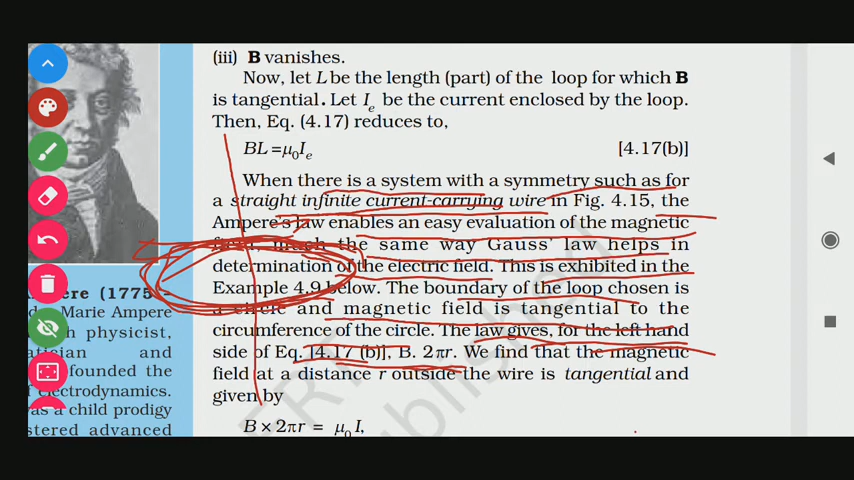 (iii) B vanishes.
Now, let L be the length (part) of the loop for which B
is tangential. Let Ie be the current enclosed by the loop.
Then, Eq. (4.17) reduces to,
BL =μ0Ie [4.17(b)]
When there is a system with a symmetry such as for
a straight infinite current-carrying wire in Fig. 4.15, the
Ampere's law enables an easy evaluation of the magnetic
field, much the same way Gauss' law helps in
determination of the electric field. This is exhibited in the
Example 4.9 below. The boundary of the loop chosen is
a circle and magnetic field is tangential to the
circumference of the circle. The law gives, for the left hand
side of Eq. [4.17 (b)], B. 2πr. We find that the magnetic
field at a distance r outside the wire is tangential and
given by
B × 2πr = μ0 I,
Ampere (1775 –
Marie Ampere
physicist,
and
founded the
electrodynamics.
was a child prodigy
advanced